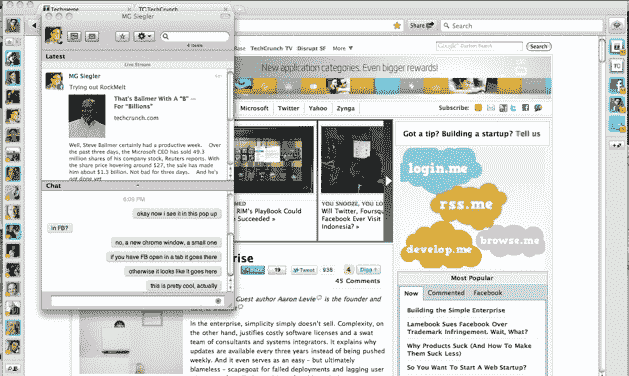 Techmeme
TC TechCrunch
MG Siegler
4 items
Latest
Live Stream
MG Siegler
Trying out RockMelt
That's Ballmer With A "B" —
For "Billions"
techcrunch.com
Well, Steve Ballmer certainly had a productive week. Over
the past three days, the Microsoft CEO has sold 49.3
million shares of his company stock, Reuters reports. With
the share price hovering around $27, the sale has made
him about $1.3 billion. Not bad for three days. And he's
not done yet
Chat
okay now i see it in this pop up
in FB?
no, a new chrome window, a small one
if you have FB open in a tab it goes there
otherwise it looks like it goes here
this is pretty cool, actually
Share
Search
TechCrunch TV Disrupt SF More
Search
New application categories. Even bigger rewards!
Microsoft Twitter Yahoo Zynga
Subscribe:
RIM's PlayBook Could
Succeeded »
YOU SNOOZE, YOU
Will Twitter, Foursqu
Facebook Ever Visit
Indonesia? »
Got a tip? Building a startup? Tell us
login.me
rss.me
develop.me
browse.me
Tweet
938
4
Digg
45 Comments
Guest author Aaron Levie is the founder and
In the enterprise, simplicity simply doesn't sell. Complexity, on
the other hand, justifies costly software licenses and a swat
team of consultants and systems integrators. It explains why
updates are available every three years instead of being pushed
weekly. And it even serves as an easy - but ultimately
blameless - scapegoat for failed deployments and lagging user
Most Popular
Now Commented Facebook
Building the Simple Enterprise
Lamebook Sues Facebook Over
Trademark Infringement. Wait, What?
Why Products Suck (And How To Make
Them Suck Less)
So You Want To Start A Web Startup?